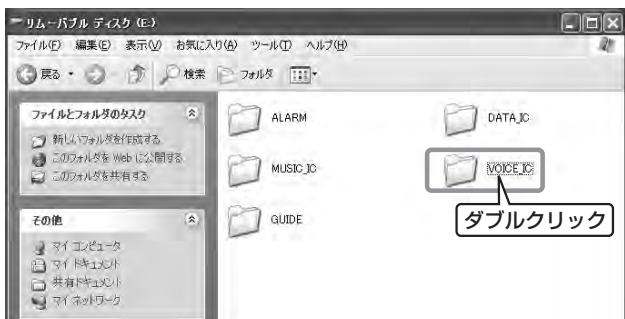 リムーバブル ディスク (E:)
ファイル(F) 編集(E) 表示(V) お気に入り(A) ツール(T) ヘルプ(H)
戻る 検索 フォルダ
ファイルとフォルダのタスク
新しいフォルダを作成する
このフォルダを Web に公開する
このフォルダを共有する
その他
マイ コンピュータ
マイ ドキュメント
共有ドキュメント
マイ ネットワーク
ALARM
DATA_IC
MUSIC_IC
VOICE_IC
GUIDE
ダブルクリック